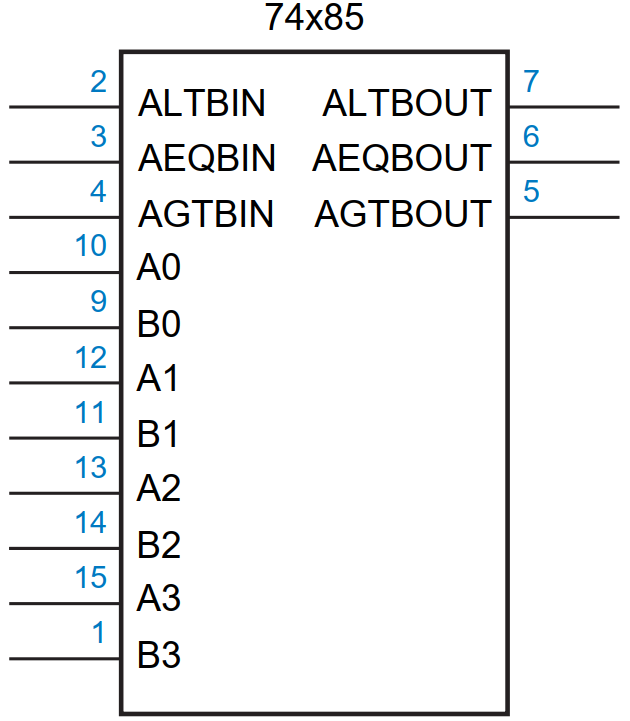 74x85
2 ALTBIN ALTBOUT 7
3 AEQBIN AEQBOUT 6
4 AGTBIN AGTBOUT 5
10 A0
9 B0
12 A1
11 B1
13 A2
14 B2
15 A3
1 B3